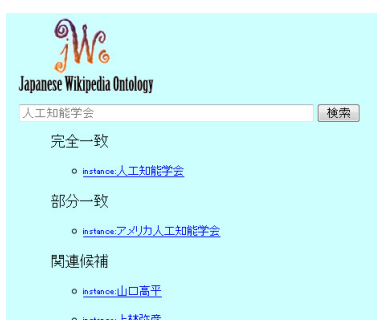 jWo
Japanese Wikipedia Ontology
人工知能学会 検索
完全一致
instance:人工知能学会
部分一致
instance:アメリカ人工知能学会
関連候補
instance:山口高平